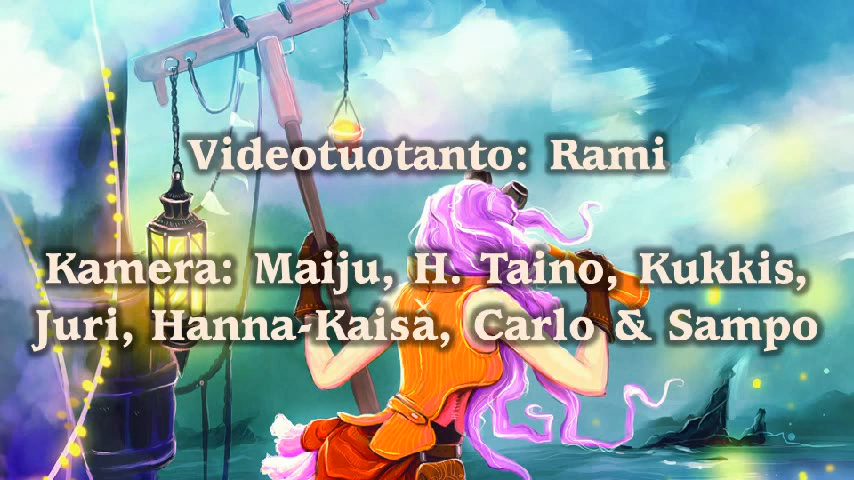 Videotuotanto: Rami
Kamera: Maiju, H. Taino, Kukkis,
Juri, Hanna-Kaisa, Carlo & Sampo